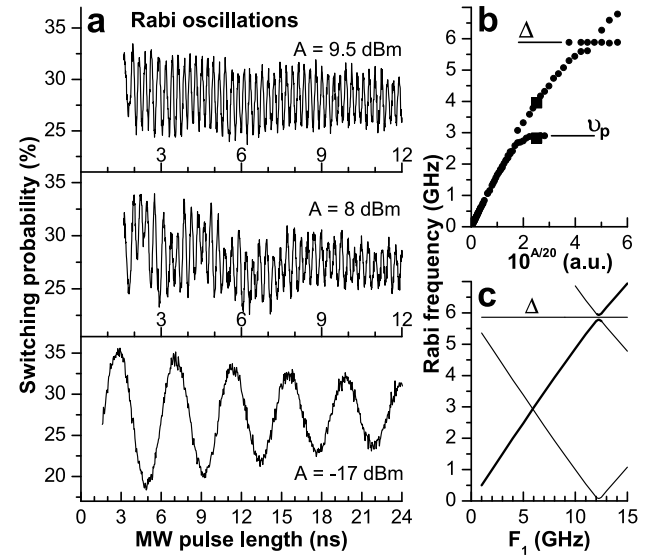 a Rabi oscillations
A = 9.5 dBm
35
30
25
3 6 9 12
A = 8 dBm
35
30
25
3 6 9 12
35
30
25
20
A = -17 dBm
0 3 6 9 12 15 18 21 24
MW pulse length (ns)
Switching probability (%)
b
7
6
5
4
3
2
1
0
Δ
υp
0 2 4 6
10^A/20 (a.u.)
Rabi frequency (GHz)
c
7
6
5
4
3
2
1
0
Δ
0 5 10 15
F1 (GHz)